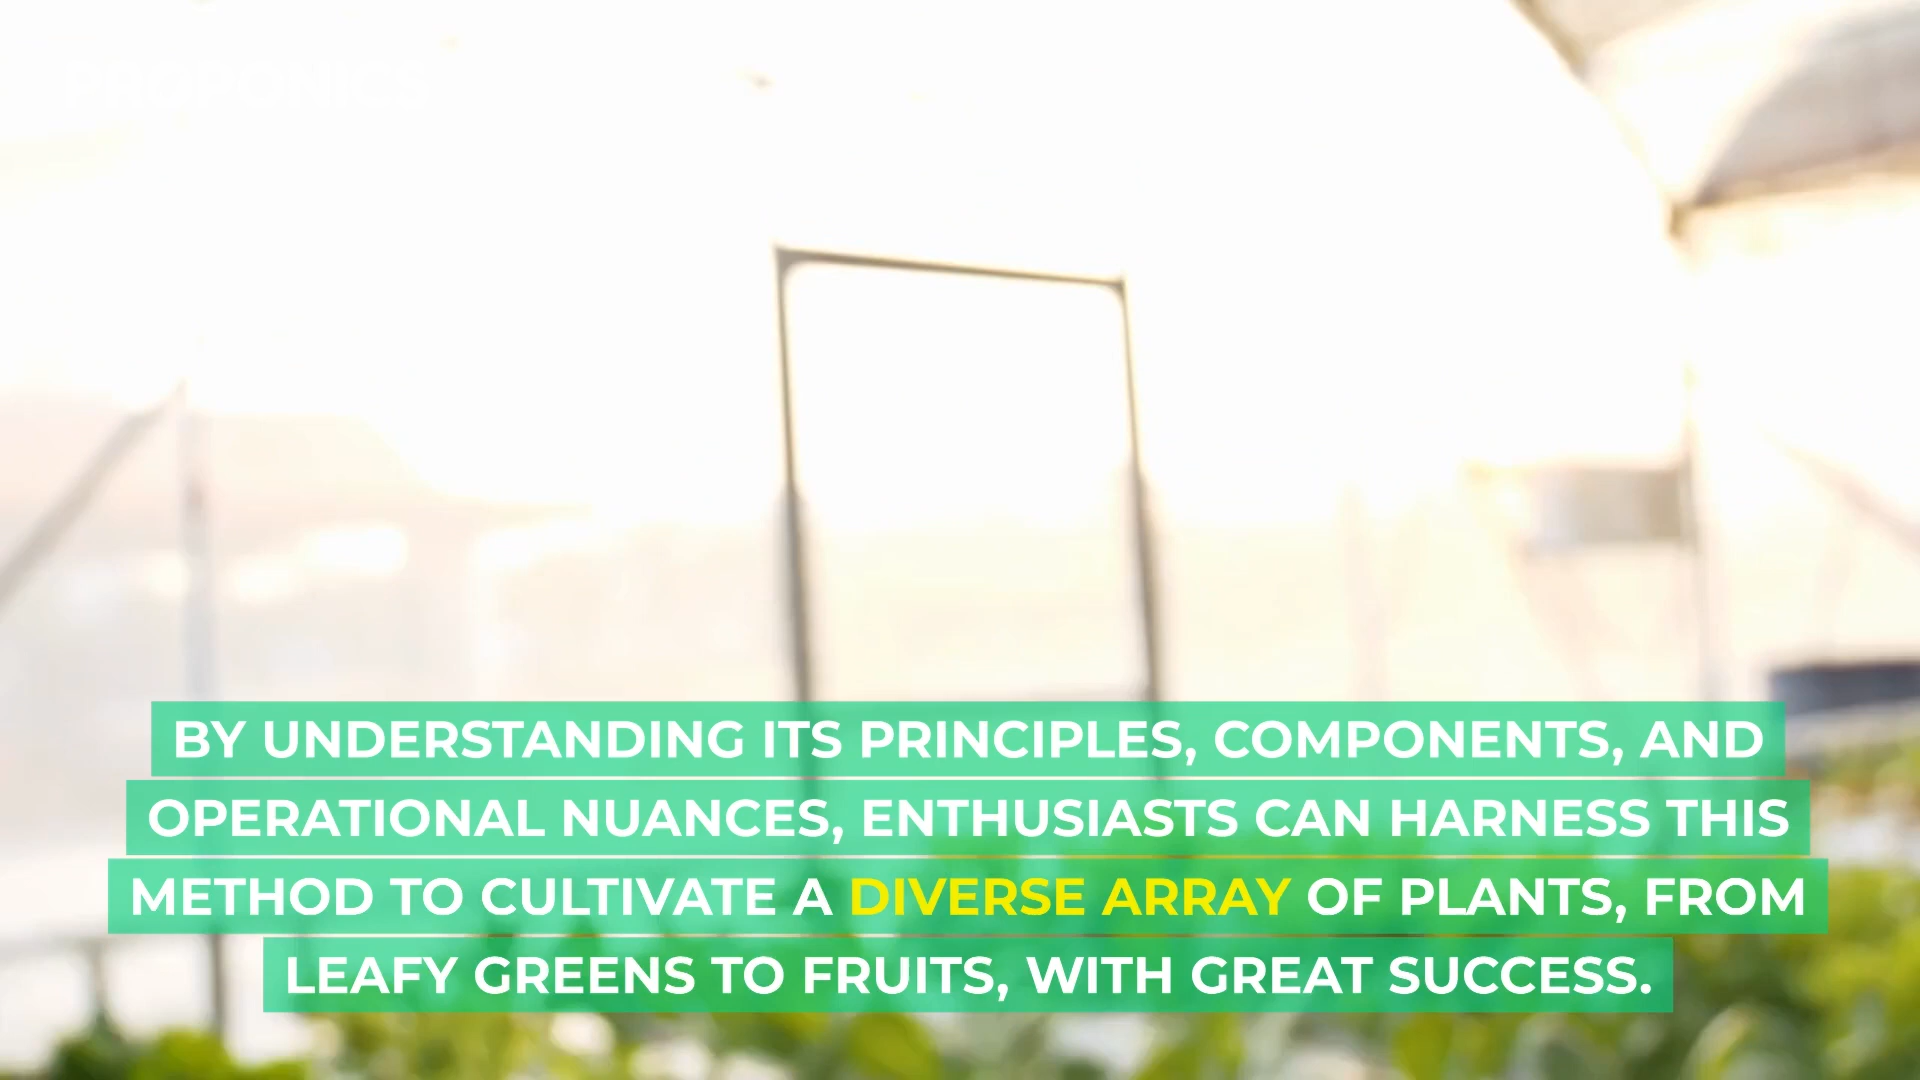 PROPONICS
BY UNDERSTANDING ITS PRINCIPLES, COMPONENTS, AND
OPERATIONAL NUANCES, ENTHUSIASTS CAN HARNESS THIS
METHOD TO CULTIVATE A DIVERSE ARRAY OF PLANTS, FROM
LEAFY GREENS TO FRUITS, WITH GREAT SUCCESS.